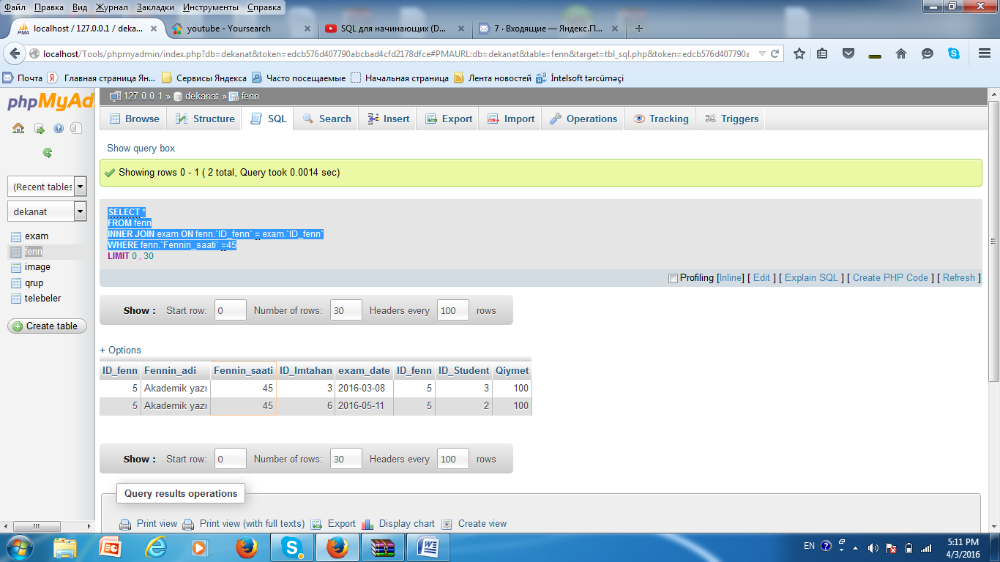 Файл Правка Вид Журнал Закладки Инструменты Справка
PMA localhost / 127.0.0.1 / deka... youtube - Yoursearch SQL для начинающих (D... 7 · Входящие — Яндекс.П...
localhost/Tools/phpmyadmin/index.php?db=dekanat&token=edcb576d407790abcbad4cfd2178dfce#PMAURL:db=dekanat&table=fenn&target=tbl_sql.php&token=edcb576d407790a
Почта Главная страница Ян... Сервисы Яндекса Часто посещаемые Начальная страница Лента новостей İntelsoft tərcüməçi
phpMyAd
127.0.0.1 » dekanat » fenn
Browse Structure SQL Search Insert Export Import Operations Tracking Triggers
Show query box
Showing rows 0 - 1 ( 2 total, Query took 0.0014 sec)
(Recent tables
dekanat
exam
fenn
image
qrup
telebeler
Create table
SELECT *
FROM fenn
INNER JOIN exam ON fenn.`ID_fenn` = exam.`ID_fenn`
WHERE fenn.`Fennin_saati` =45
LIMIT 0 , 30
Profiling [Inline] [ Edit ] [ Explain SQL ] [ Create PHP Code ] [ Refresh ]
Show : Start row: 0 Number of rows: 30 Headers every 100 rows
+ Options
ID_fenn Fennin_adi Fennin_saati ID_Imtahan exam_date ID_fenn ID_Student Qiymet
5 Akademik yazı 45 3 2016-03-08 5 3 100
5 Akademik yazı 45 6 2016-05-11 5 2 100
Show : Start row: 0 Number of rows: 30 Headers every 100 rows
Query results operations
Print view Print view (with full texts) Export Display chart Create view
EN 5:11 PM
4/3/2016